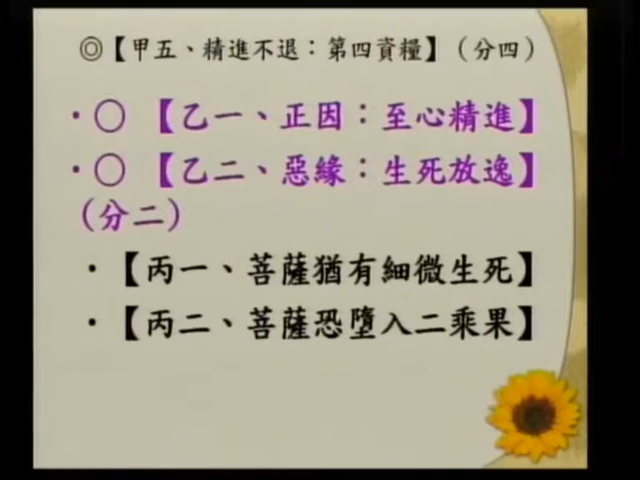 ◎【甲五、精進不退：第四資糧】（分四）
·○ 【乙一、正因：至心精進】
·○ 【乙二、惡緣：生死放逸】
（分二）
·【丙一、菩薩猶有細微生死】
·【丙二、菩薩恐墮入二乘果】